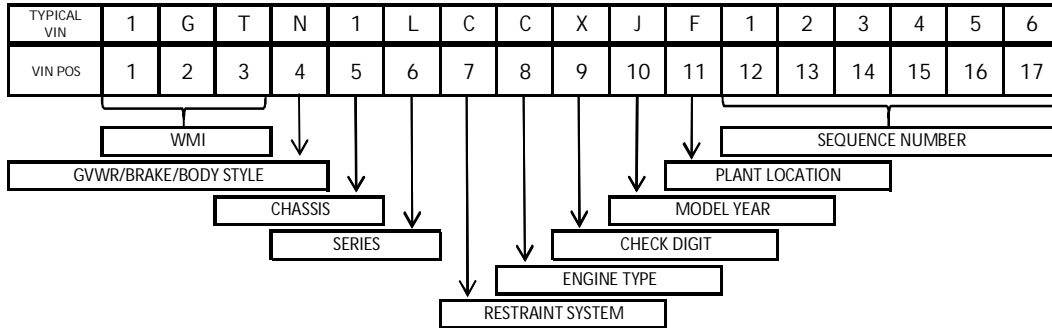 TYPICAL VIN 1 G T N 1 L C C X J F 1 2 3 4 5 6
VIN POS 1 2 3 4 5 6 7 8 9 10 11 12 13 14 15 16 17
WMI SEQUENCE NUMBER
GVWR/BRAKE/BODY STYLE PLANT LOCATION
CHASSIS MODEL YEAR
SERIES CHECK DIGIT
ENGINE TYPE
RESTRAINT SYSTEM